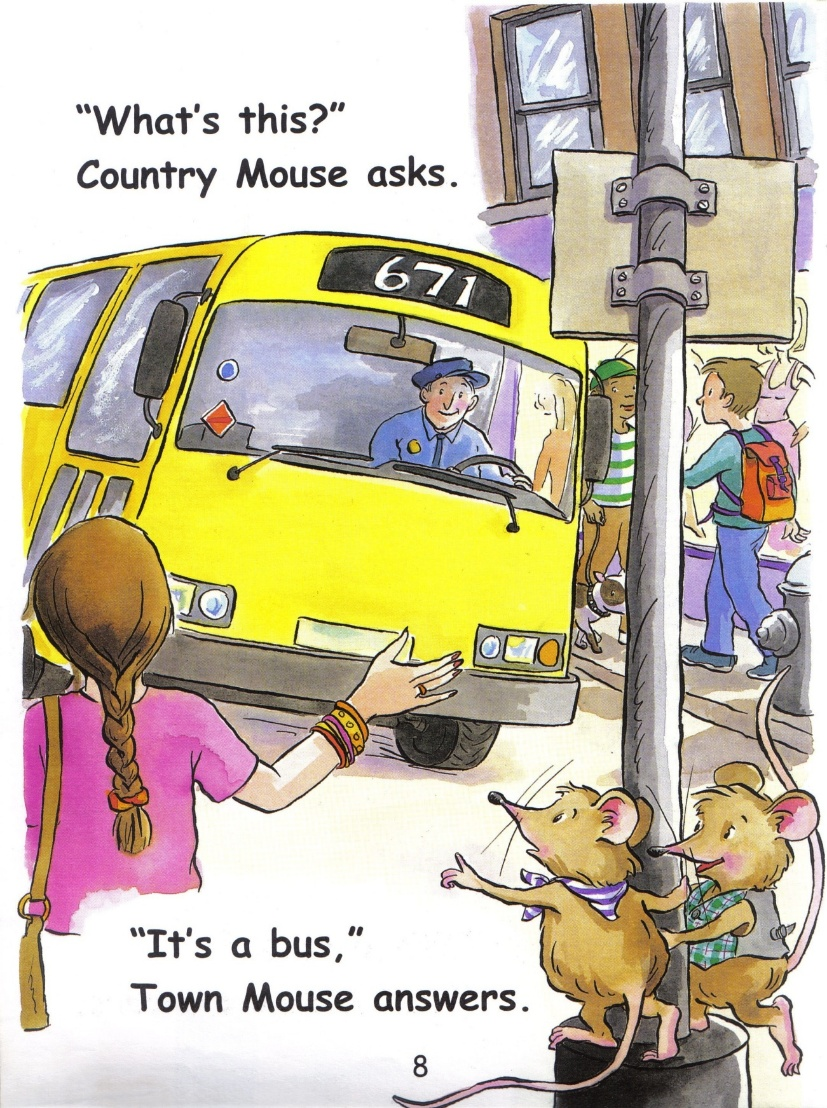 “What's this?”
Country Mouse asks.
671
“It's a bus,”
Town Mouse answers.
8